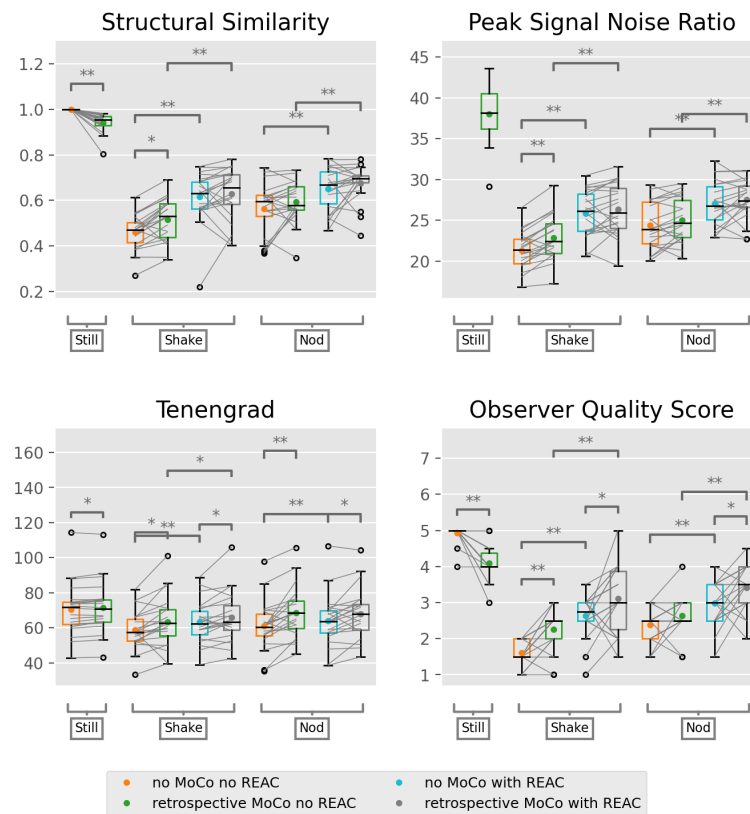 Structural Similarity
1.2
1.0
0.8
0.6
0.4
0.2
**
*
**
**
**
**
Still
Shake
Nod
Peak Signal Noise Ratio
45
40
35
30
25
20
**
**
**
**
**
Still
Shake
Nod
Tenengrad
160
140
120
100
80
60
40
*
*
**
*
*
**
**
*
Still
Shake
Nod
Observer Quality Score
7
6
5
4
3
2
1
**
**
**
*
**
**
*
**
Still
Shake
Nod
no MoCo no REAC
retrospective MoCo no REAC
no MoCo with REAC
retrospective MoCo with REAC